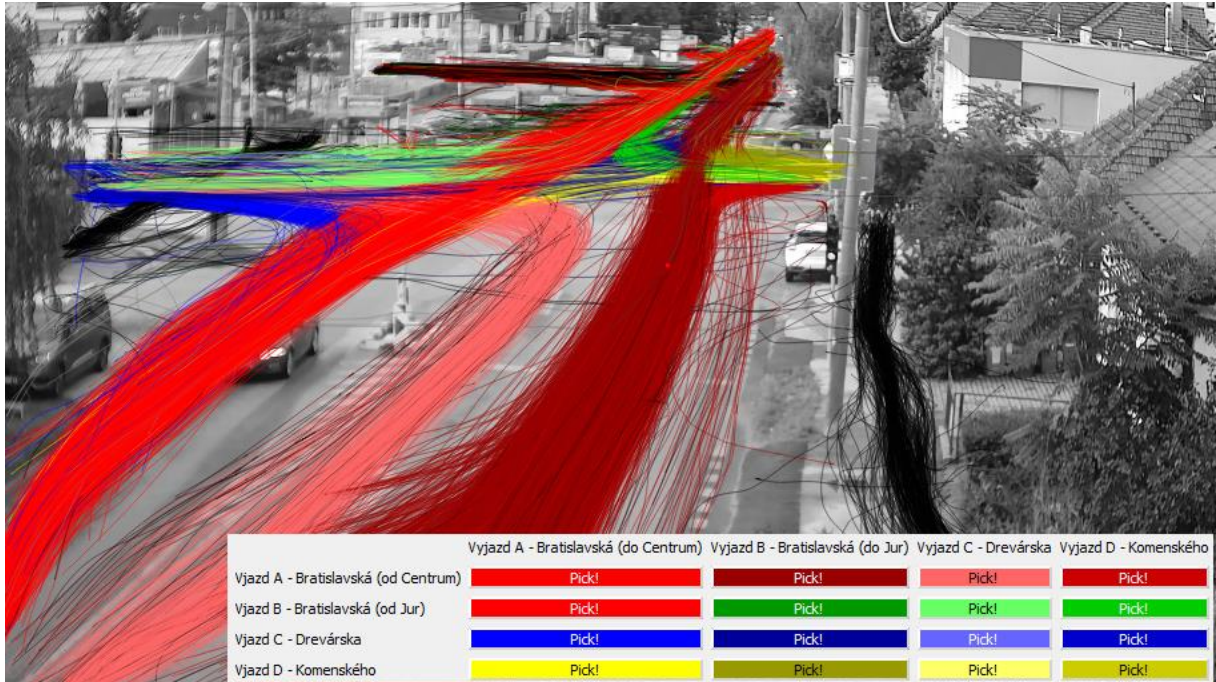 Vyjazd A - Bratislavská (do Centrum) Vyjazd B - Bratislavská (do Jur) Vyjazd C - Drevárska Vyjazd D - Komenského
Vjazd A - Bratislavská (od Centrum) Pick! Pick! Pick! Pick!
Vjazd B - Bratislavská (od Jur) Pick! Pick! Pick! Pick!
Vjazd C - Drevárska Pick! Pick! Pick! Pick!
Vjazd D - Komenského Pick! Pick! Pick! Pick!